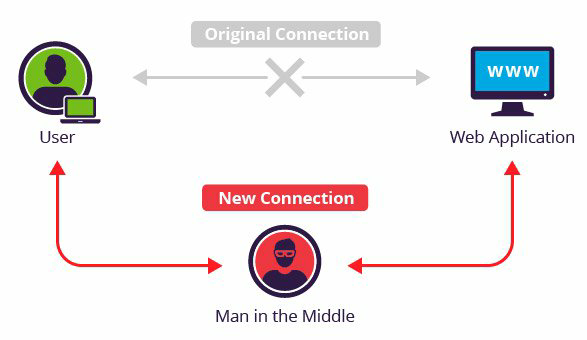 Original Connection
www
User
Web Application
New Connection
Man in the Middle